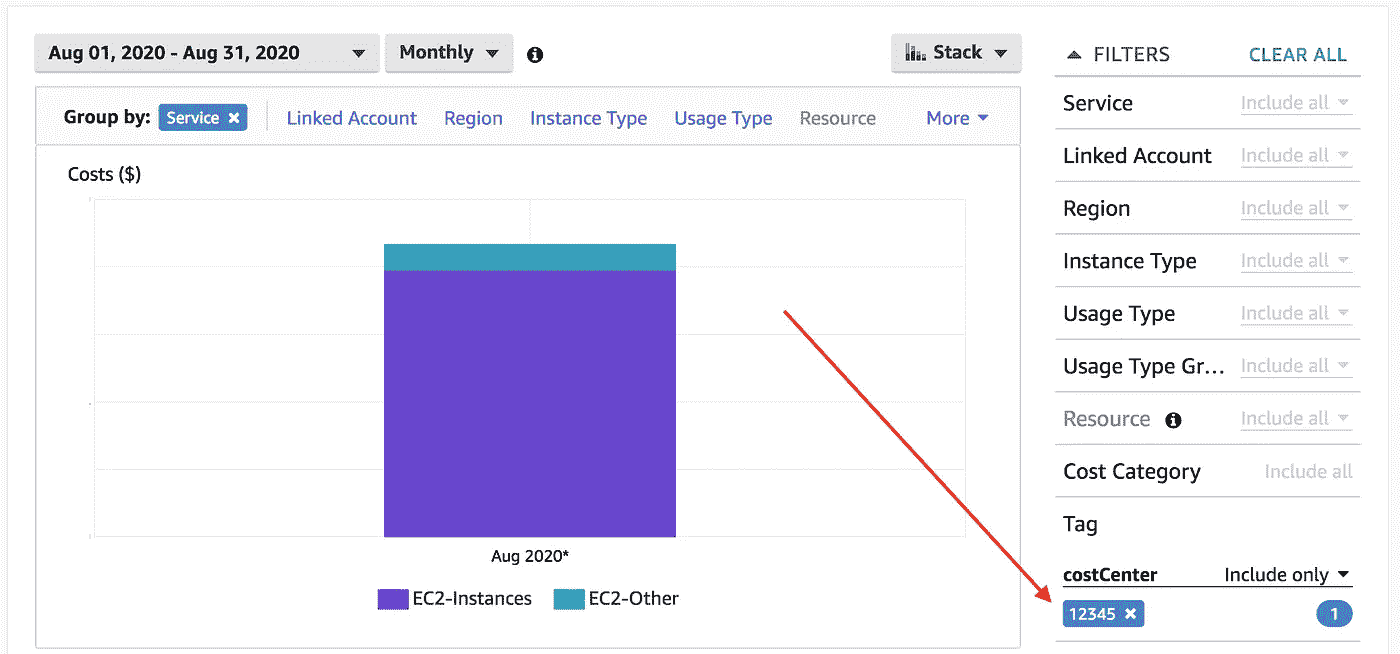 Aug 01, 2020 - Aug 31, 2020 Monthly Stack
Group by: Service Linked Account Region Instance Type Usage Type Resource More
Costs ($)
Aug 2020*
EC2-Instances EC2-Other
FILTERS CLEAR ALL
Service Include all
Linked Account Include all
Region Include all
Instance Type Include all
Usage Type Include all
Usage Type Gr... Include all
Resource Include all
Cost Category Include all
Tag
costCenter Include only
12345 1